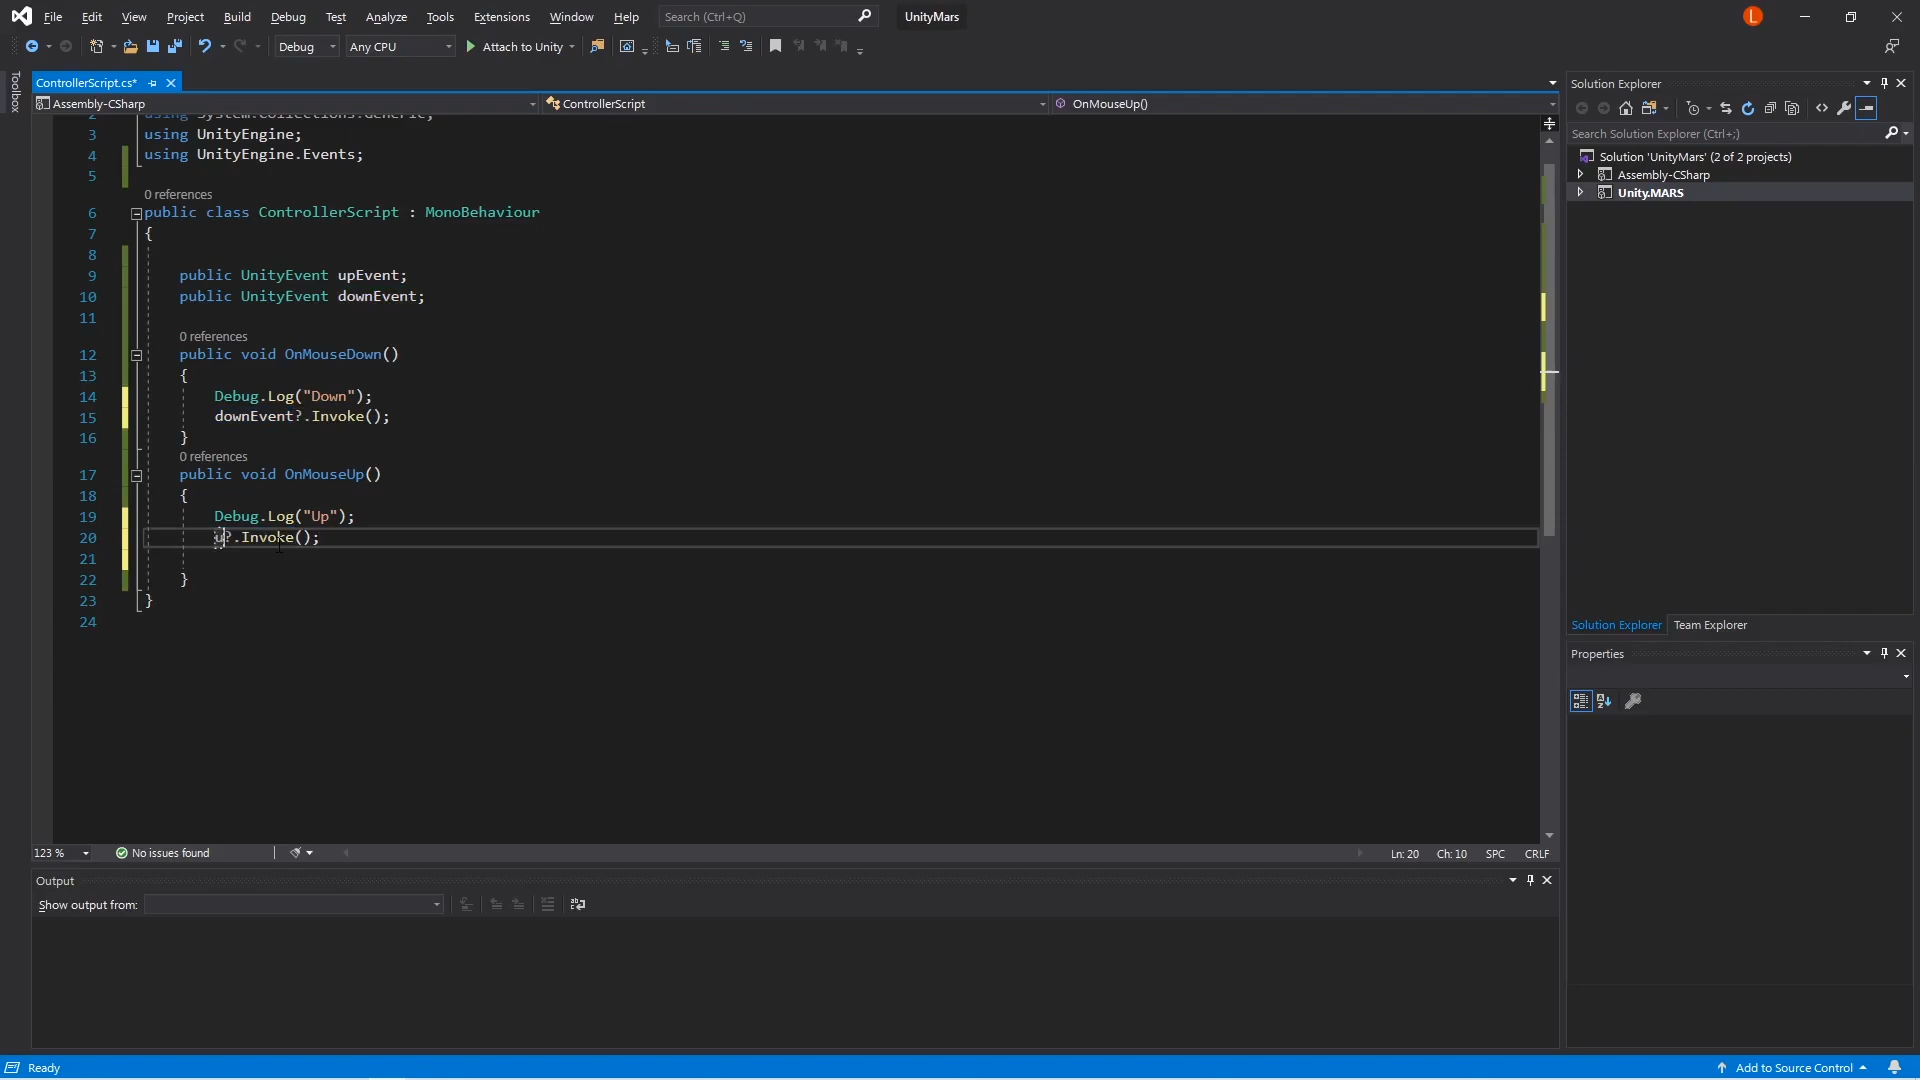 File Edit View Project Build Debug Test Analyze Tools Extensions Window Help Search (Ctrl+Q) UnityMars L
Debug Any CPU Attach to Unity
Toolbox
ControllerScript.cs*
Assembly-CSharp ControllerScript OnMouseUp()
2 using System.Collections.Generic;
3 using UnityEngine;
4 using UnityEngine.Events;
5
0 references
6 public class ControllerScript : MonoBehaviour
7 {
8
9 public UnityEvent upEvent;
10 public UnityEvent downEvent;
11
0 references
12 public void OnMouseDown()
13 {
14 Debug.Log("Down");
15 downEvent?.Invoke();
16 }
0 references
17 public void OnMouseUp()
18 {
19 Debug.Log("Up");
20 u?.Invoke();
21
22 }
23 }
24
123 % No issues found Ln: 20 Ch: 10 SPC CRLF
Output
Show output from:
Solution Explorer
Search Solution Explorer (Ctrl+;)
Solution 'UnityMars' (2 of 2 projects)
Assembly-CSharp
Unity.MARS
Solution Explorer Team Explorer
Properties
Ready Add to Source Control